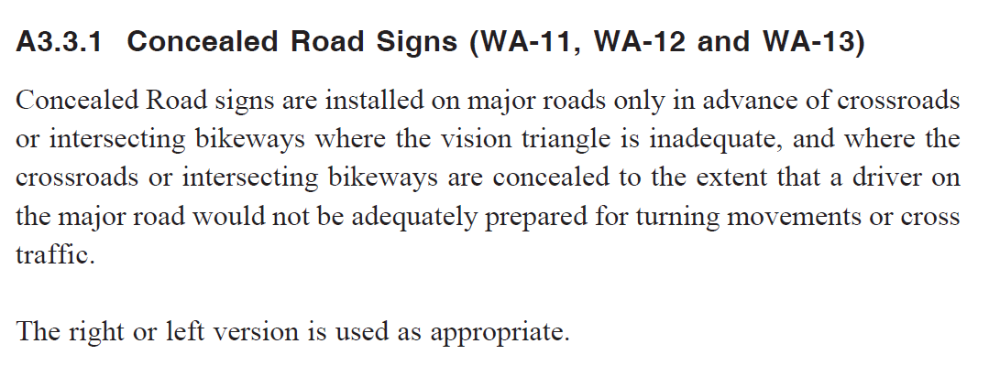 A3.3.1 Concealed Road Signs (WA-11, WA-12 and WA-13)
Concealed Road signs are installed on major roads only in advance of crossroads
or intersecting bikeways where the vision triangle is inadequate, and where the
crossroads or intersecting bikeways are concealed to the extent that a driver on
the major road would not be adequately prepared for turning movements or cross
traffic.
The right or left version is used as appropriate.